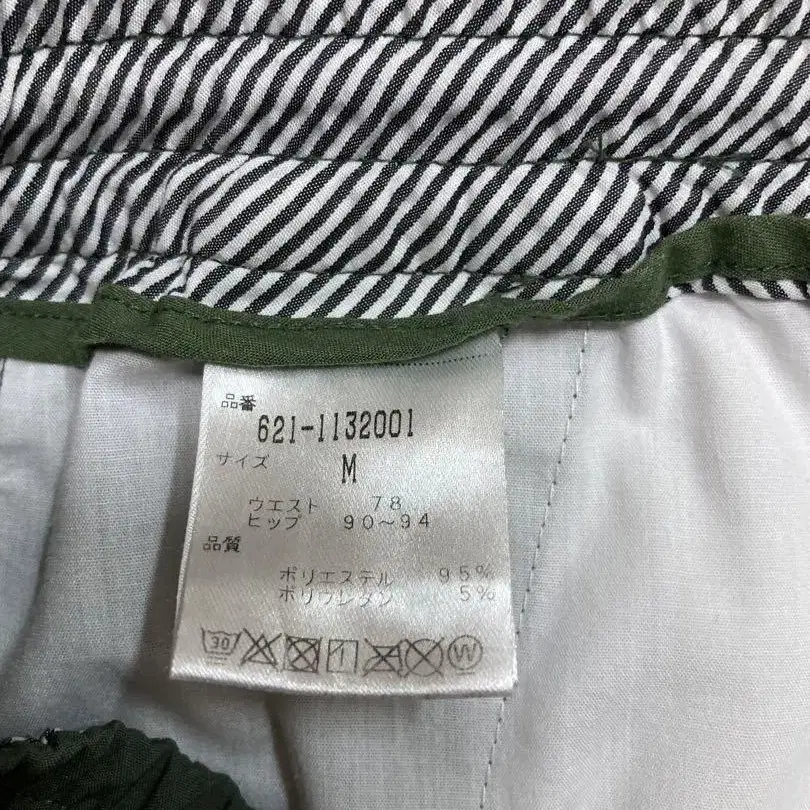 品番
621-1132001
サイズ
M
ウエスト 78
ヒップ 90～94
品質
ポリエステル 95%
ポリウレタン 5%
30
W